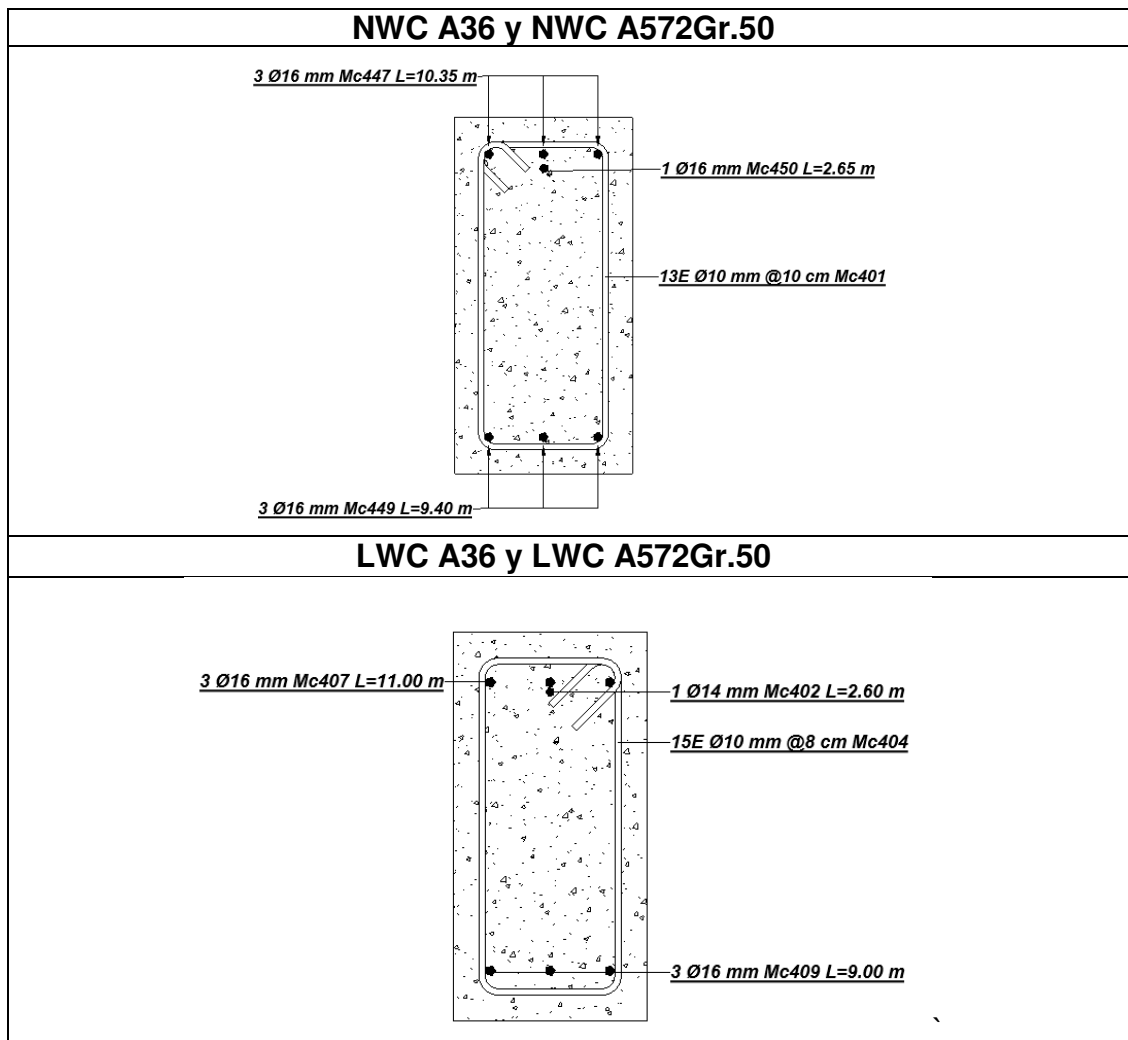 NWC A36 y NWC A572Gr.50
3 Ø16 mm Mc447 L=10.35 m
1 Ø16 mm Mc450 L=2.65 m
13E Ø10 mm @10 cm Mc401
3 Ø16 mm Mc449 L=9.40 m
LWC A36 y LWC A572Gr.50
3 Ø16 mm Mc407 L=11.00 m
1 Ø14 mm Mc402 L=2.60 m
15E Ø10 mm @8 cm Mc404
3 Ø16 mm Mc409 L=9.00 m
`